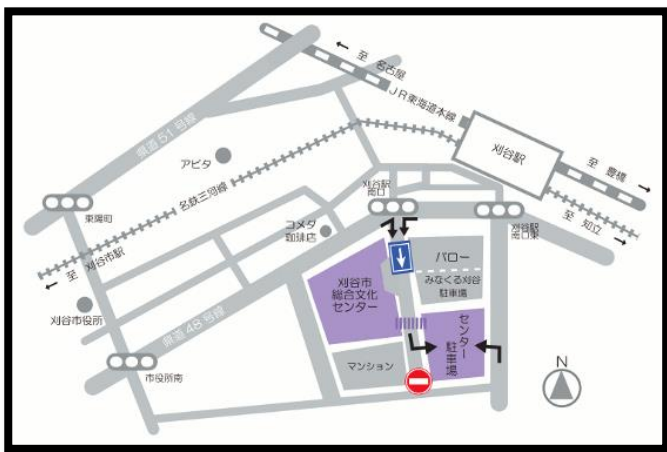 至 名古屋
JR東海道本線
県道51号線
刈谷駅
アピタ
至 豊橋
名鉄三河線
刈谷駅
南口
刈谷駅
南口東
至 知立
東陽町
コメダ
珈琲店
バロー
みなくる刈谷
駐車場
至 刈谷市駅
刈谷市
総合文化
センター
刈谷市役所
県道48号線
センター
駐車場
マンション
市役所南
N